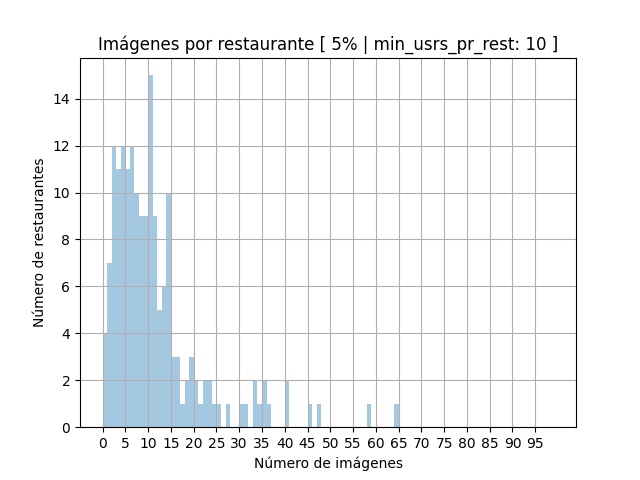 Imágenes por restaurante [ 5% | min_usrs_pr_rest: 10 ]
Número de restaurantes
14
12
10
8
6
4
2
0
0 5 10 15 20 25 30 35 40 45 50 55 60 65 70 75 80 85 90 95
Número de imágenes